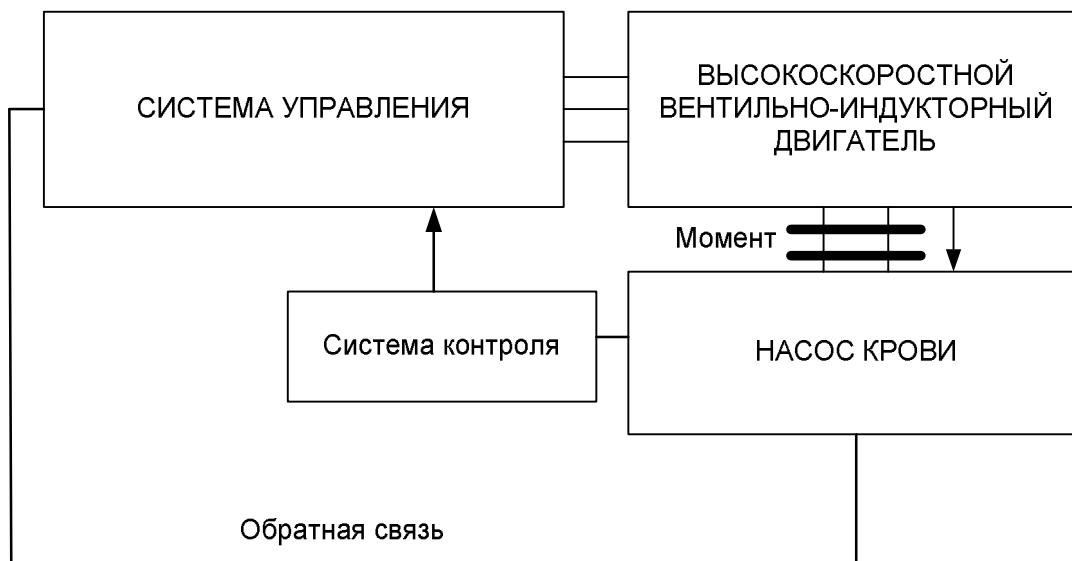 СИСТЕМА УПРАВЛЕНИЯ
ВЫСОКОСКОРОСТНОЙ
ВЕНТИЛЬНО-ИНДУКТОРНЫЙ
ДВИГАТЕЛЬ
Момент
Система контроля
НАСОС КРОВИ
Обратная связь